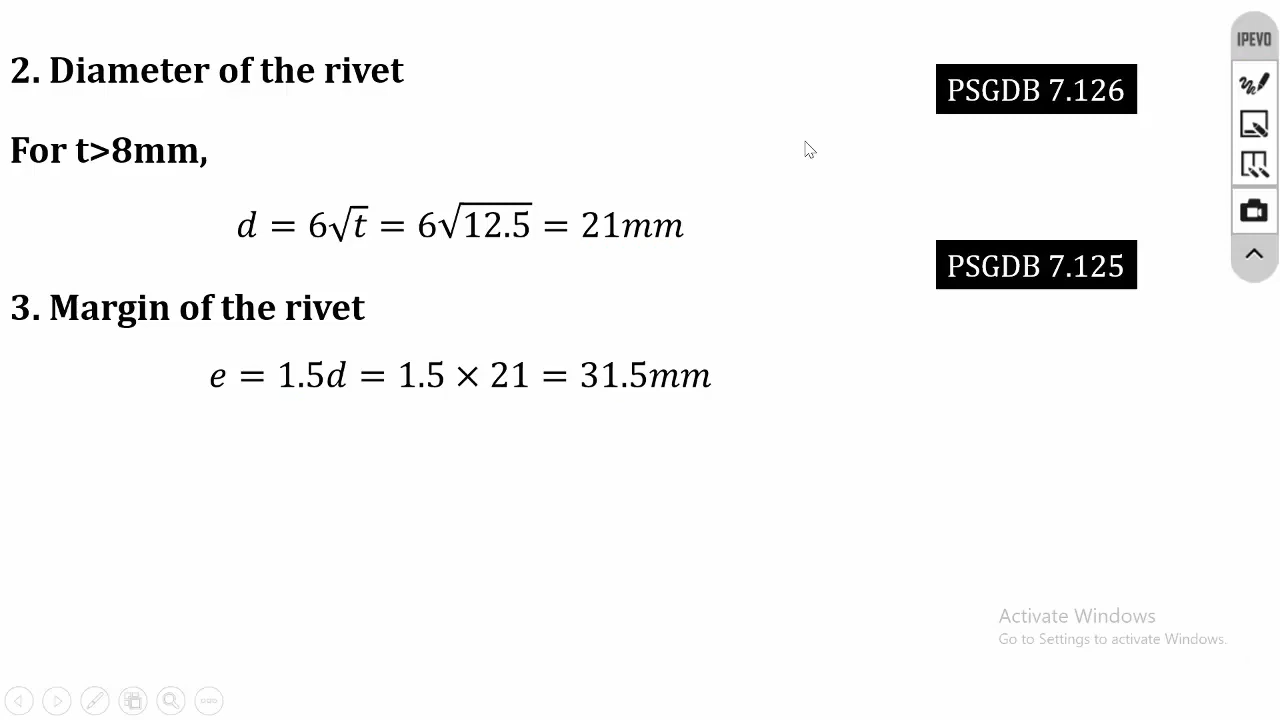 IPEVO
2. Diameter of the rivet
PSGDB 7.126
For t>8mm,
d = 6√t = 6√12.5 = 21mm
PSGDB 7.125
3. Margin of the rivet
e = 1.5d = 1.5 × 21 = 31.5mm
Activate Windows
Go to Settings to activate Windows.